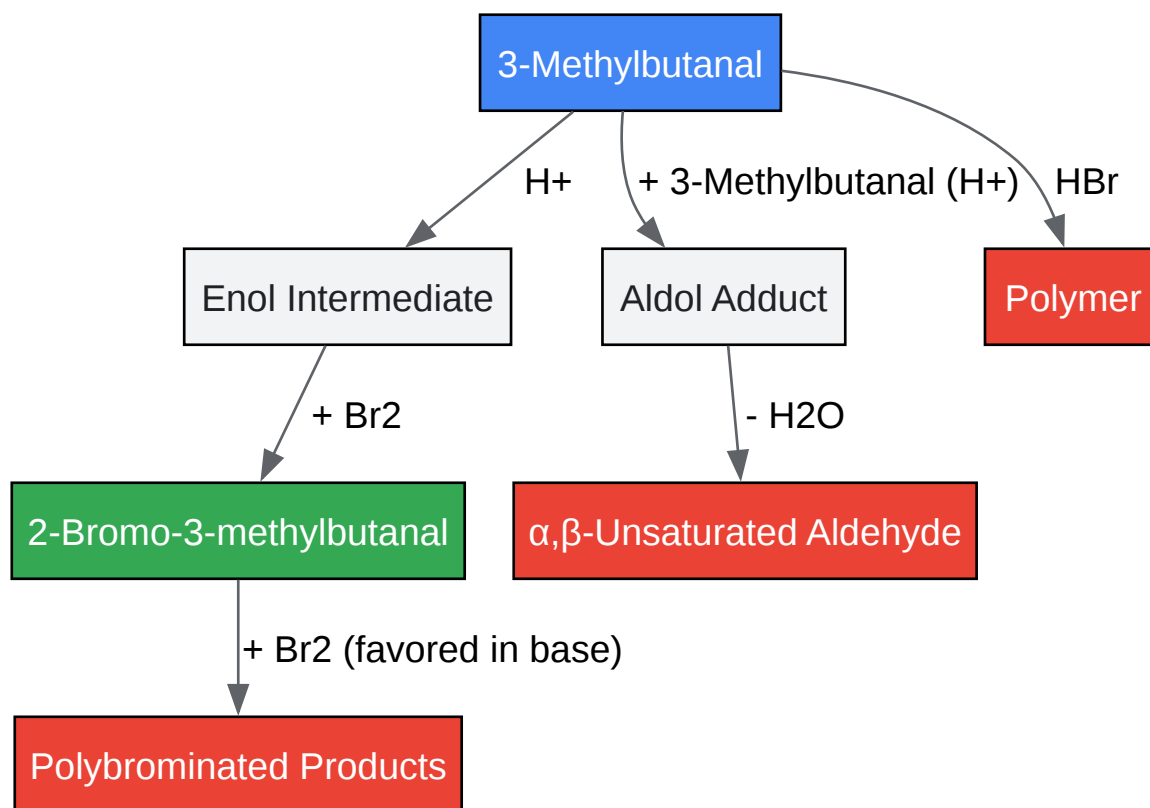 3-Methylbutanal
H+
+ 3-Methylbutanal (H+)
HBr
Enol Intermediate
Aldol Adduct
Polymer
+ Br2
- H2O
2-Bromo-3-methylbutanal
α,β-Unsaturated Aldehyde
+ Br2 (favored in base)
Polybrominated Products